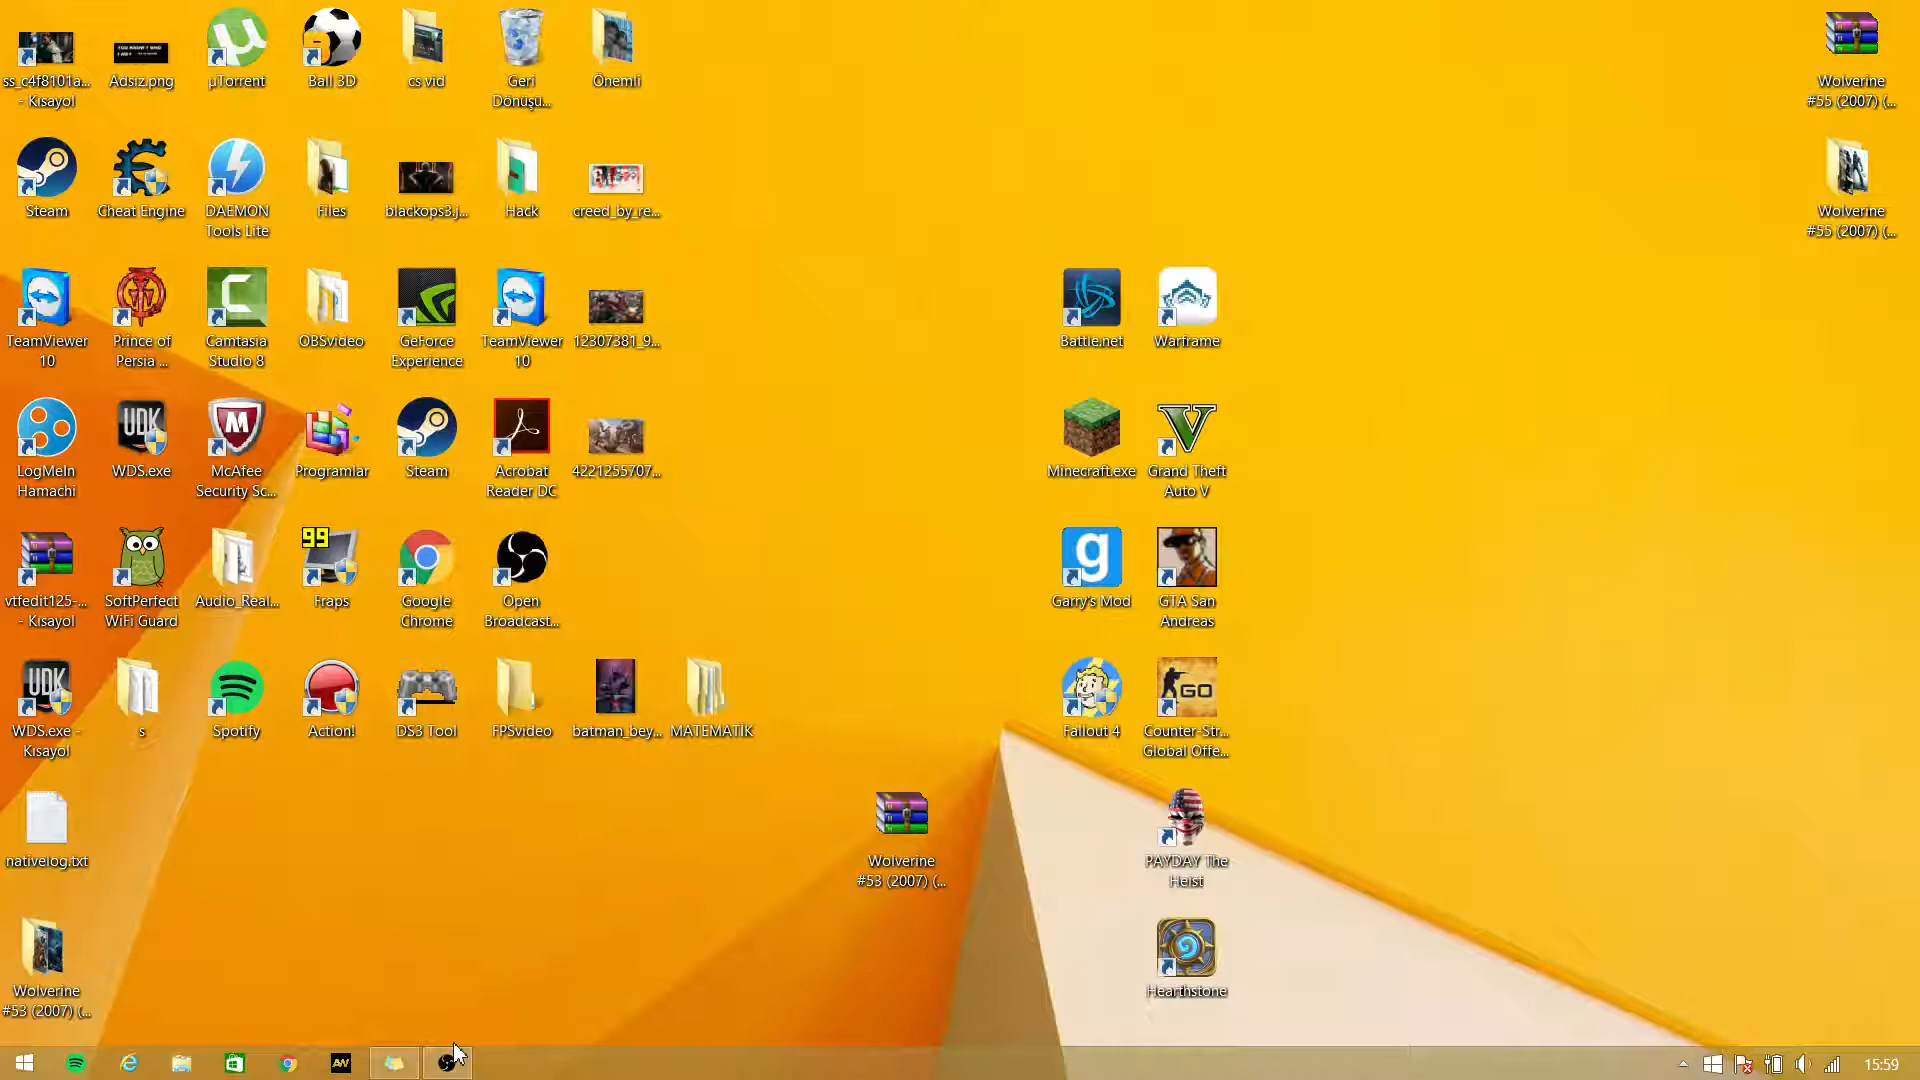 ss_c4f8101a...
- Kısayol
Adsız.png
µTorrent
Ball 3D
cs vid
Geri
Dönüşü...
Önemli
Wolverine
#55 (2007) (...
Steam
Cheat Engine
DAEMON
Tools Lite
Files
blackops3.j...
Hack
creed_by_re...
Wolverine
#55 (2007) (...
TeamViewer
10
Prince of
Persia ...
Camtasia
Studio 8
OBSvideo
GeForce
Experience
TeamViewer
10
12307381_9...
Battle.net
Warframe
LogMeIn
Hamachi
UDK
WDS.exe
McAfee
Security Sc...
Programlar
Steam
Acrobat
Reader DC
4221255707...
Minecraft.exe
Grand Theft
Auto V
vtfedit125-...
- Kısayol
SoftPerfect
WiFi Guard
Audio_Real...
99
Fraps
Google
Chrome
Open
Broadcast...
g
Garry's Mod
GTA San
Andreas
UDK
WDS.exe -
Kısayol
s
Spotify
Action!
DS3 Tool
FPSvideo
batman_bey...
MATEMATİK
Fallout 4
GO
Counter-Str...
Global Offe...
nativelog.txt
Wolverine
#53 (2007) (...
PAYDAY The
Heist
Wolverine
#53 (2007) (...
Hearthstone
15:59